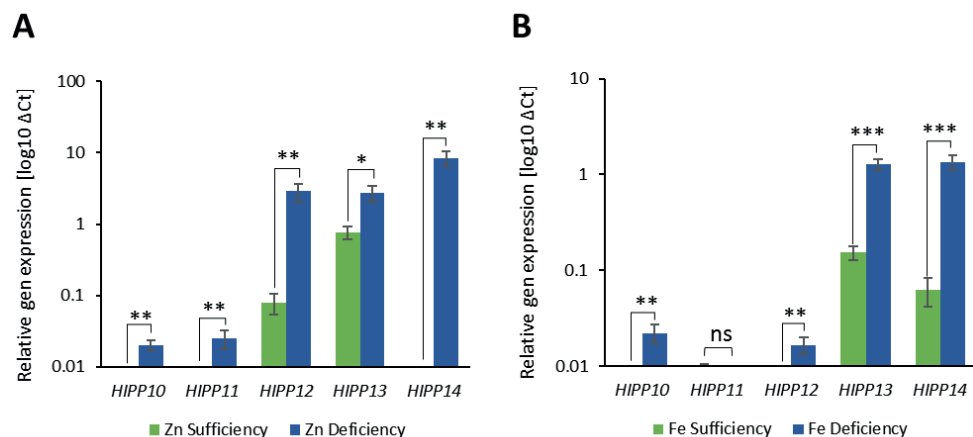 A
B
Relative gen expression [log10 ΔCt]
100
10
1
0.1
0.01
**
**
**
*
**
HIPP10 HIPP11 HIPP12 HIPP13 HIPP14
Zn Sufficiency Zn Deficiency
Relative gen expression [log10 ΔCt]
10
1
0.1
0.01
**
ns
**
***
***
HIPP10 HIPP11 HIPP12 HIPP13 HIPP14
Fe Sufficiency Fe Deficiency